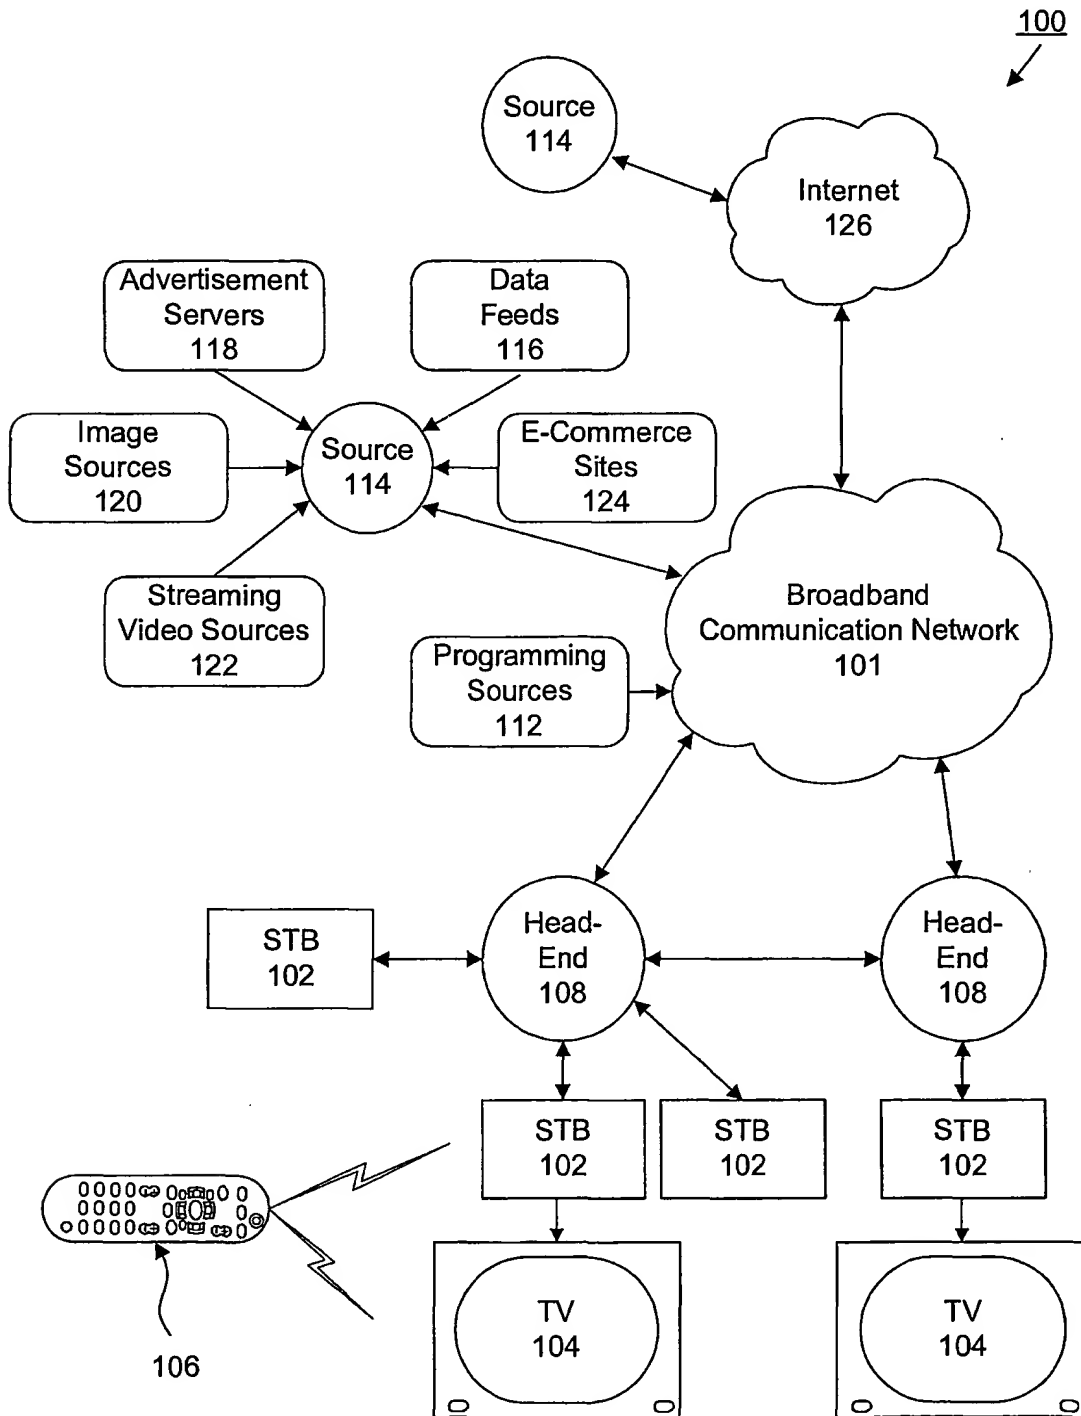 100
Source
114
Internet
126
Advertisement
Servers
118
Data
Feeds
116
Image
Sources
120
Source
114
E-Commerce
Sites
124
Streaming
Video Sources
122
Broadband
Communication Network
101
Programming
Sources
112
STB
102
Head-
End
108
Head-
End
108
STB
102
STB
102
STB
102
106
TV
104
TV
104